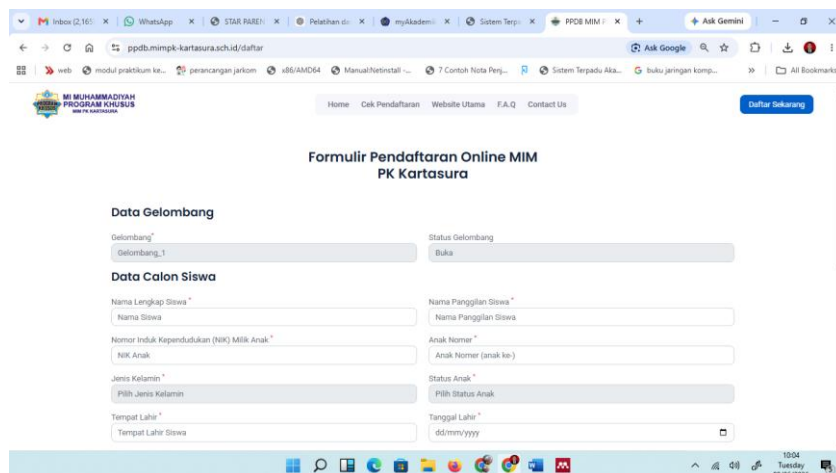 Inbox (2,165
WhatsApp
STAR PAREN
Pelatihan da
myAkademi
Sistem Terpa
PPDB MIM P
Ask Gemini
ppdb.mimpk-kartasura.sch.id/daftar
Ask Google
web
modul praktikum ke...
perancangan jarkom
x86/AMD64
Manual:Netinstall -...
7 Contoh Nota Penj...
Sistem Terpadu Aka...
buku jaringan komp...
All Bookmarks
MI MUHAMMADIYAH
PROGRAM KHUSUS
MIM PK KARTASURA
Home Cek Pendaftaran Website Utama F.A.Q Contact Us
Daftar Sekarang
Formulir Pendaftaran Online MIM
PK Kartasura
Data Gelombang
Gelombang*
Status Gelombang
Gelombang_1
Buka
Data Calon Siswa
Nama Lengkap Siswa *
Nama Panggilan Siswa *
Nama Siswa
Nama Panggilan Siswa
Nomor Induk Kependudukan (NIK) Milik Anak *
Anak Nomer *
NIK Anak
Anak Nomer (anak ke-)
Jenis Kelamin *
Status Anak *
Pilih Jenis Kelamin
Pilih Status Anak
Tempat Lahir *
Tanggal Lahir *
Tempat Lahir Siswa
dd/mm/yyyy
10:04
Tuesday